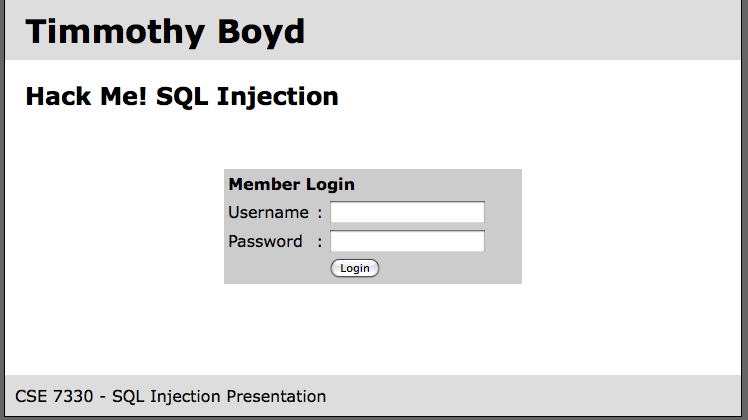 Timmothy Boyd
Hack Me! SQL Injection
Member Login
Username :
Password :
Login
CSE 7330 - SQL Injection Presentation